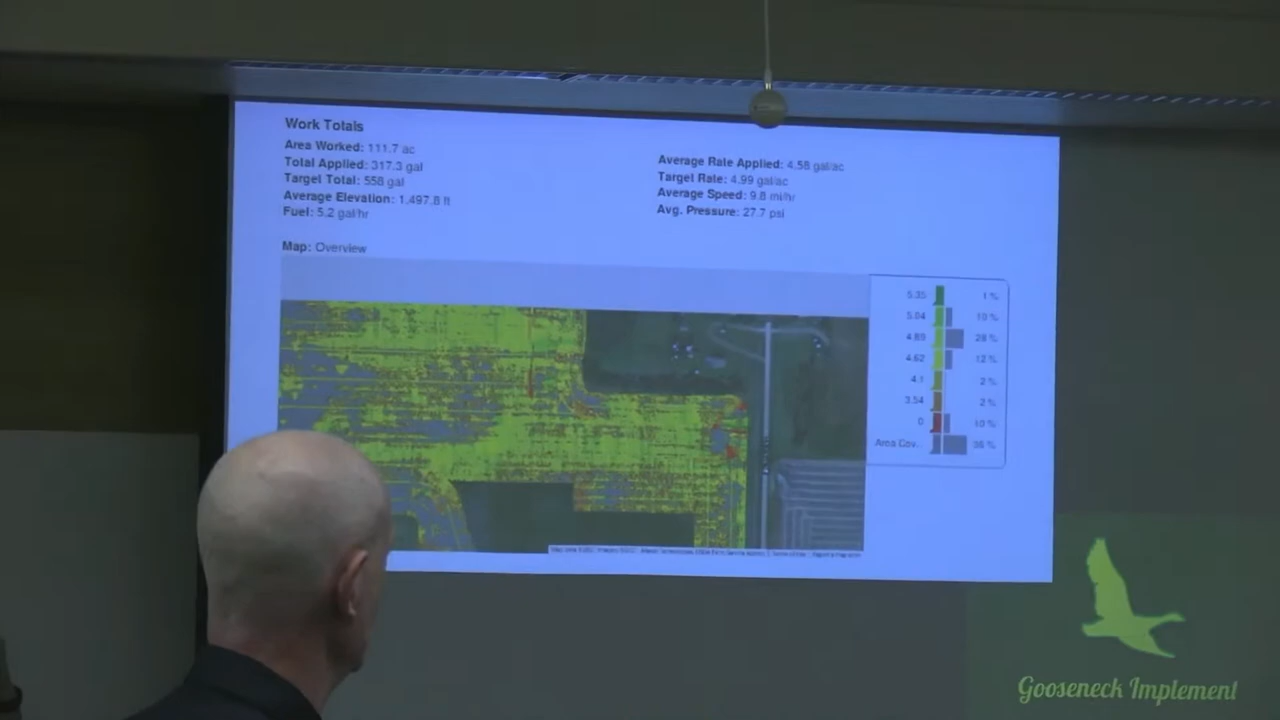 Work Totals
Area Worked: 111.7 ac
Total Applied: 317.3 gal
Target Total: 558 gal
Average Elevation: 1,497.8 ft
Fuel: 5.2 gal/hr
Average Rate Applied: 4.58 gal/ac
Target Rate: 4.99 gal/ac
Average Speed: 9.8 mi/hr
Avg. Pressure: 27.7 psi
Map: Overview
5.35 1 %
5.04 10 %
4.89 28 %
4.62 12 %
4.1 2 %
3.54 2 %
0 10 %
Area Cov. 36 %
Gooseneck Implement